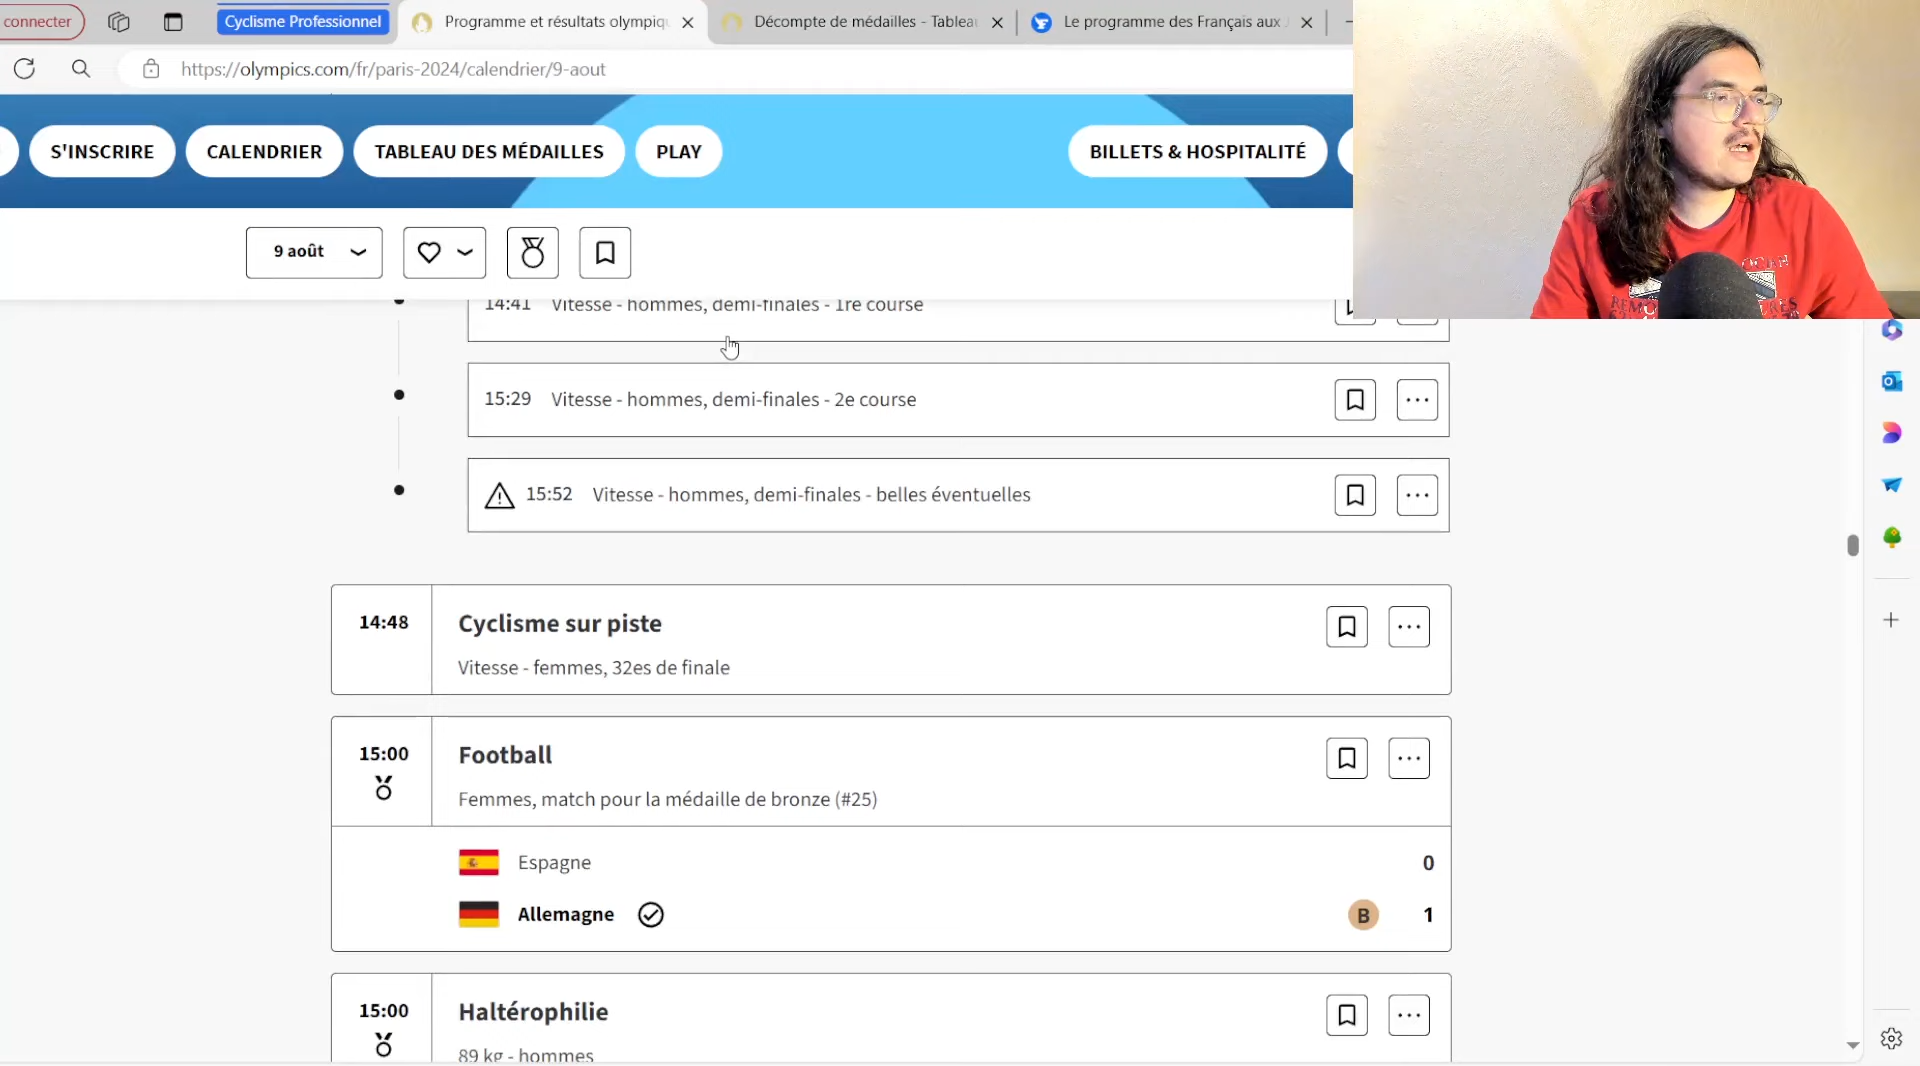 connecter
Cyclisme Professionnel
Programme et résultats olympiq
Décompte de médailles - Tablea
Le programme des Français aux
https://olympics.com/fr/paris-2024/calendrier/9-aout
S'INSCRIRE
CALENDRIER
TABLEAU DES MÉDAILLES
PLAY
BILLETS & HOSPITALITÉ
9 août
14:41 Vitesse - hommes, demi-finales - 1re course
15:29 Vitesse - hommes, demi-finales - 2e course
15:52 Vitesse - hommes, demi-finales - belles éventuelles
14:48 Cyclisme sur piste
Vitesse - femmes, 32es de finale
15:00 Football
Femmes, match pour la médaille de bronze (#25)
Espagne 0
Allemagne B 1
15:00 Haltérophilie
89 kg - hommes